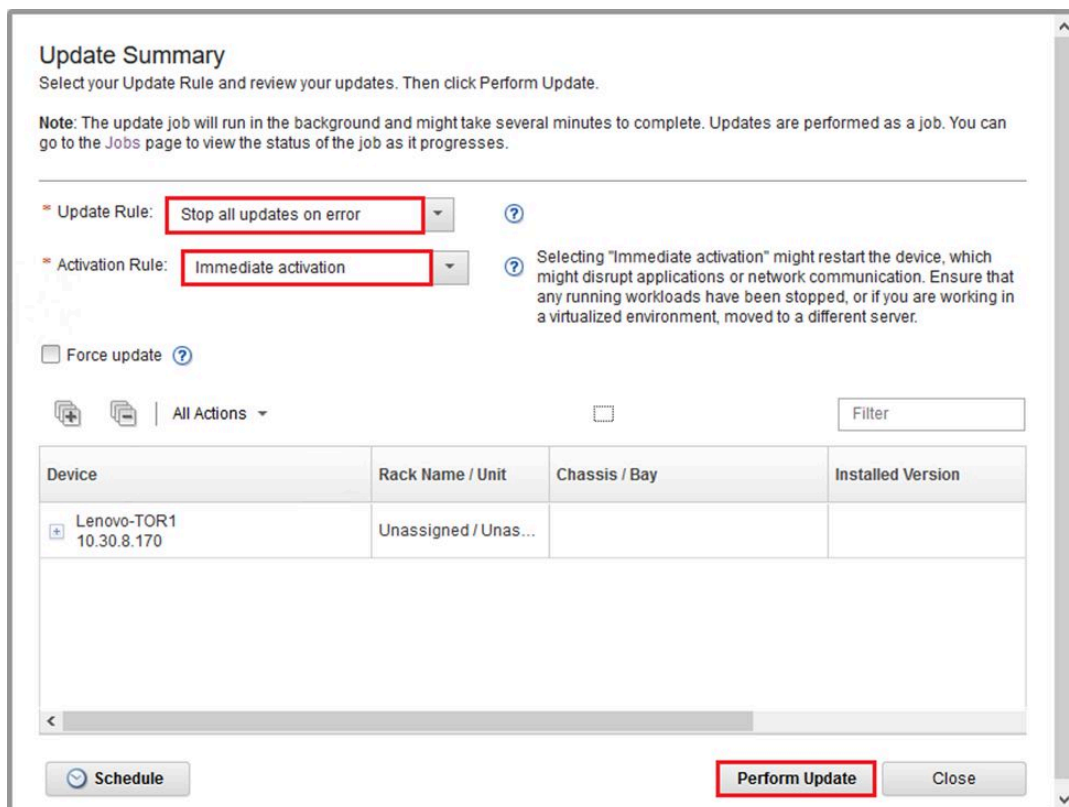 Update Summary
Select your Update Rule and review your updates. Then click Perform Update.
Note: The update job will run in the background and might take several minutes to complete. Updates are performed as a job. You can
go to the Jobs page to view the status of the job as it progresses.
* Update Rule: Stop all updates on error ?
* Activation Rule: Immediate activation ? Selecting "Immediate activation" might restart the device, which
might disrupt applications or network communication. Ensure that
any running workloads have been stopped, or if you are working in
a virtualized environment, moved to a different server.
Force update ?
All Actions Filter
Device Rack Name / Unit Chassis / Bay Installed Version
Lenovo-TOR1
10.30.8.170 Unassigned / Unas...
Schedule Perform Update Close